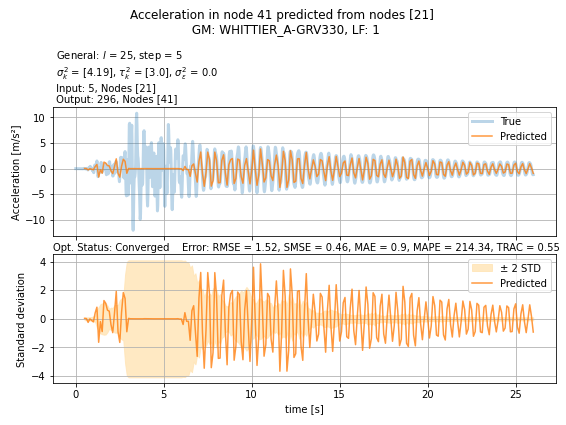 Acceleration in node 41 predicted from nodes [21]
GM: WHITTIER_A-GRV330, LF: 1
General: l = 25, step = 5
σ²ₖ = [4.19], τ²ₖ = [3.0], σ²ε = 0.0
Input: 5, Nodes [21]
Output: 296, Nodes [41]
10
5
0
−5
−10
Acceleration [m/s²]
True
Predicted
Opt. Status: Converged Error: RMSE = 1.52, SMSE = 0.46, MAE = 0.9, MAPE = 214.34, TRAC = 0.55
4
2
0
−2
−4
Standard deviation
± 2 STD
Predicted
0 5 10 15 20 25
time [s]